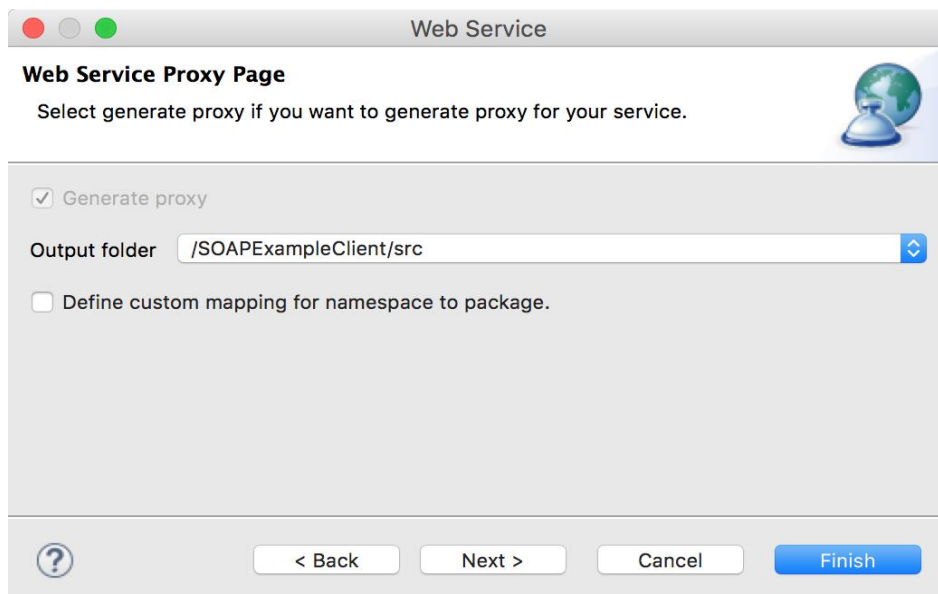 Web Service
Web Service Proxy Page
Select generate proxy if you want to generate proxy for your service.
Generate proxy
Output folder /SOAPExampleClient/src
Define custom mapping for namespace to package.
? < Back Next > Cancel Finish